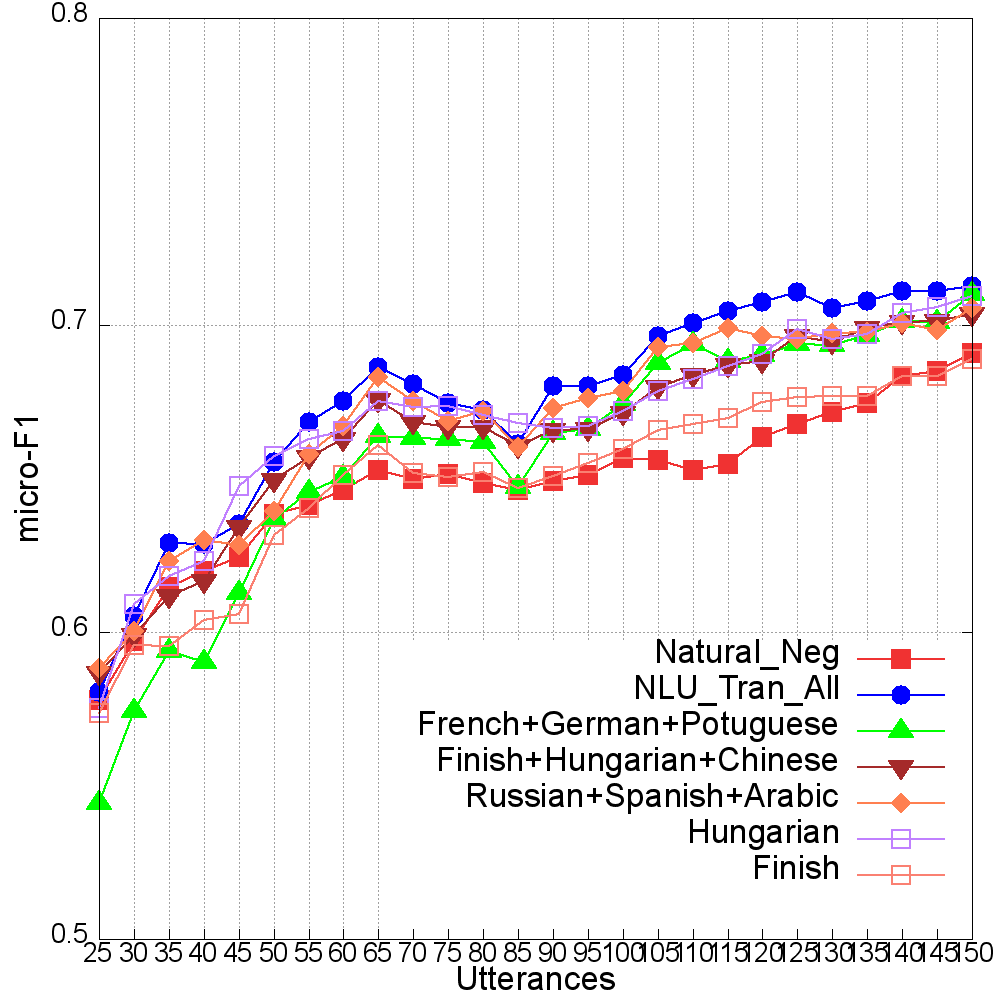 0.8
0.7
0.6
0.5
micro-F1
Natural_Neg
NLU_Tran_All
French+German+Potuguese
Finish+Hungarian+Chinese
Russian+Spanish+Arabic
Hungarian
Finish
25 30 35 40 45 50 55 60 65 70 75 80 85 90 95 100 105 110 115 120 125 130 135 140 145 150
Utterances